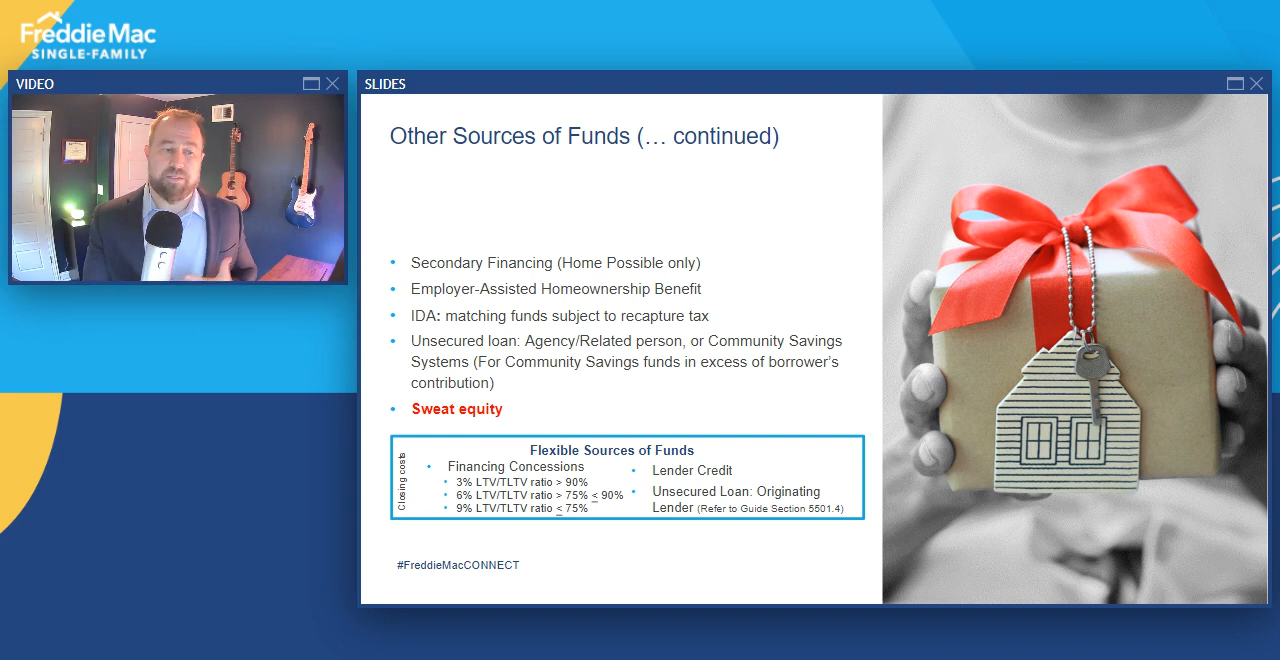 FreddieMac
SINGLE-FAMILY
VIDEO
SLIDES
Other Sources of Funds (… continued)
• Secondary Financing (Home Possible only)
• Employer-Assisted Homeownership Benefit
• IDA: matching funds subject to recapture tax
• Unsecured loan: Agency/Related person, or Community Savings
Systems (For Community Savings funds in excess of borrower’s
contribution)
• Sweat equity
Closing costs
Flexible Sources of Funds
• Financing Concessions
• 3% LTV/TLTV ratio > 90%
• 6% LTV/TLTV ratio > 75% ≤ 90%
• 9% LTV/TLTV ratio ≤ 75%
• Lender Credit
• Unsecured Loan: Originating
Lender (Refer to Guide Section 5501.4)
#FreddieMacCONNECT